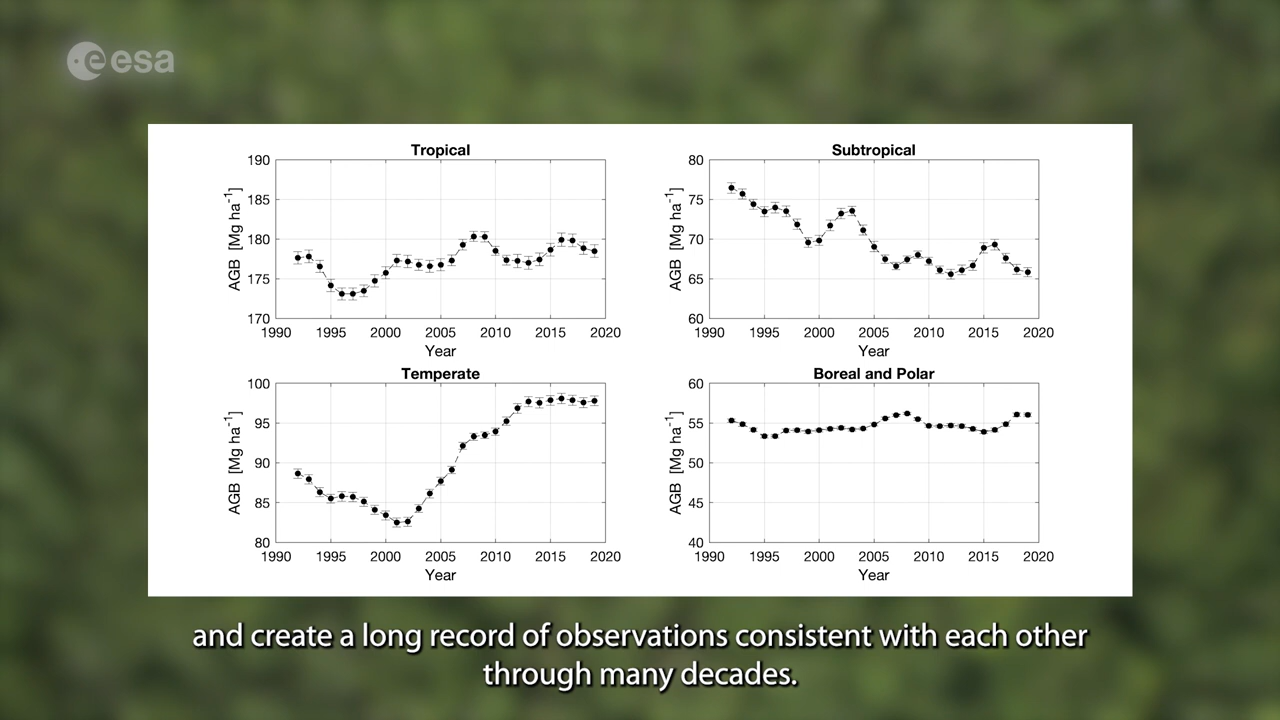 esa
Tropical
190
185
180
175
170
AGB [Mg ha⁻¹]
1990 1995 2000 2005 2010 2015 2020
Year
Subtropical
80
75
70
65
60
AGB [Mg ha⁻¹]
1990 1995 2000 2005 2010 2015 2020
Year
Temperate
100
95
90
85
80
AGB [Mg ha⁻¹]
1990 1995 2000 2005 2010 2015 2020
Year
Boreal and Polar
60
55
50
45
40
AGB [Mg ha⁻¹]
1990 1995 2000 2005 2010 2015 2020
Year
and create a long record of observations consistent with each other
through many decades.